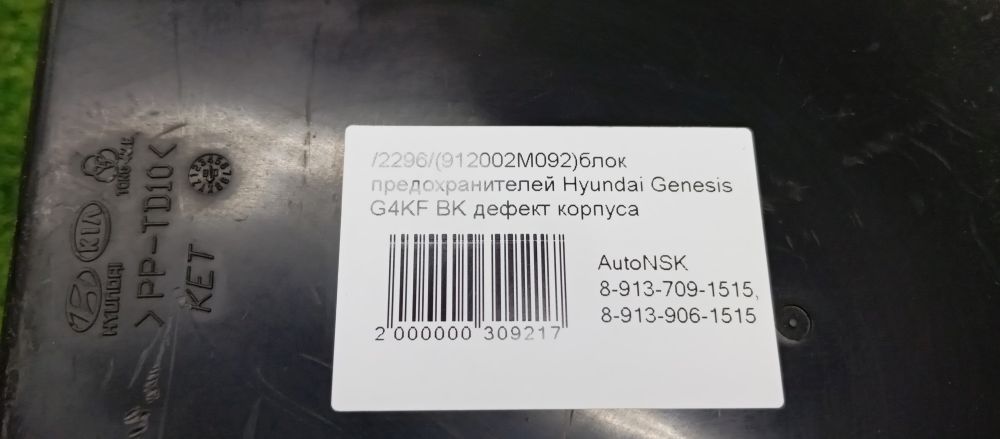 /2296/(912002M092)блок
предохранителей Hyundai Genesis
G4KF BK дефект корпуса
AutoNSK
8-913-709-1515,
8-913-906-1515
2 000000 309217
HYUNDAI
KIA
>PP-TD10<
KET